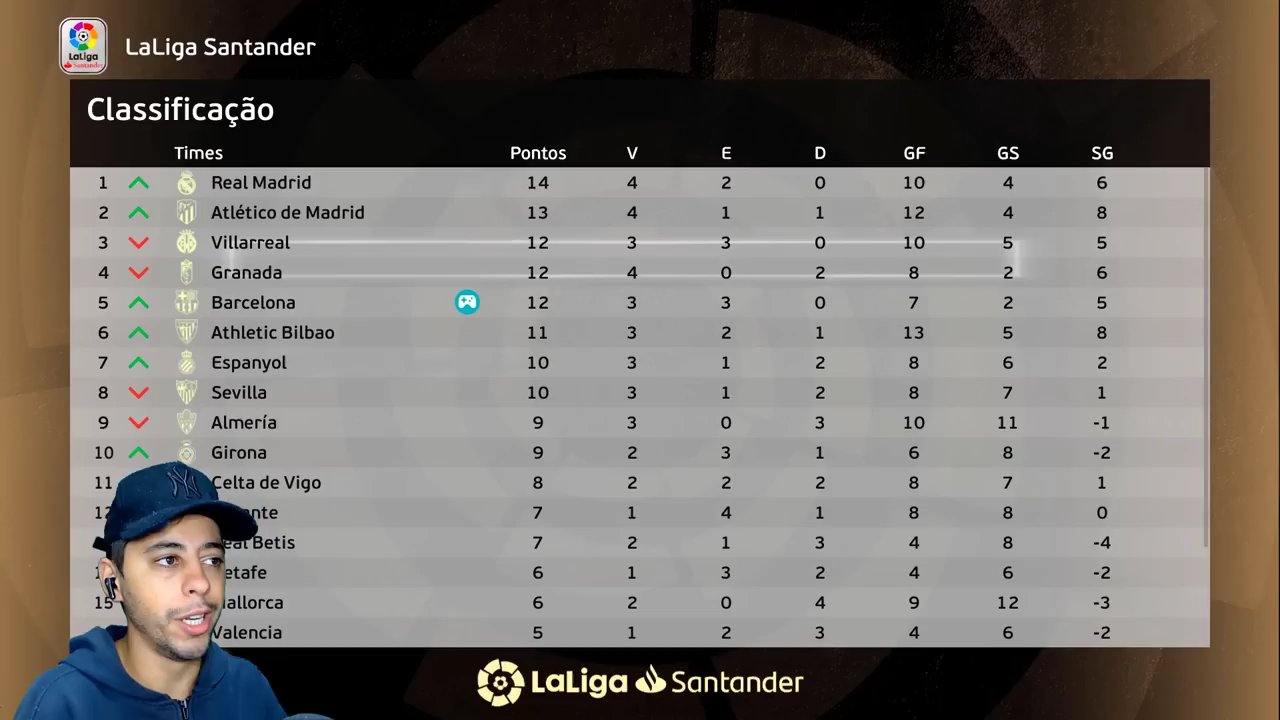 LaLiga Santander
Classificação
Times Pontos V E D GF GS SG
1 Real Madrid 14 4 2 0 10 4 6
2 Atlético de Madrid 13 4 1 1 12 4 8
3 Villarreal 12 3 3 0 10 5 5
4 Granada 12 4 0 2 8 2 6
5 Barcelona 12 3 3 0 7 2 5
6 Athletic Bilbao 11 3 2 1 13 5 8
7 Espanyol 10 3 1 2 8 6 2
8 Sevilla 10 3 1 2 8 7 1
9 Almería 9 3 0 3 10 11 -1
10 Girona 9 2 3 1 6 8 -2
11 Celta de Vigo 8 2 2 2 8 7 1
7 1 4 1 8 8 0
Betis 7 2 1 3 4 8 -4
6 1 3 2 4 6 -2
15 Mallorca 6 2 0 4 9 12 -3
Valencia 5 1 2 3 4 6 -2
LaLiga Santander